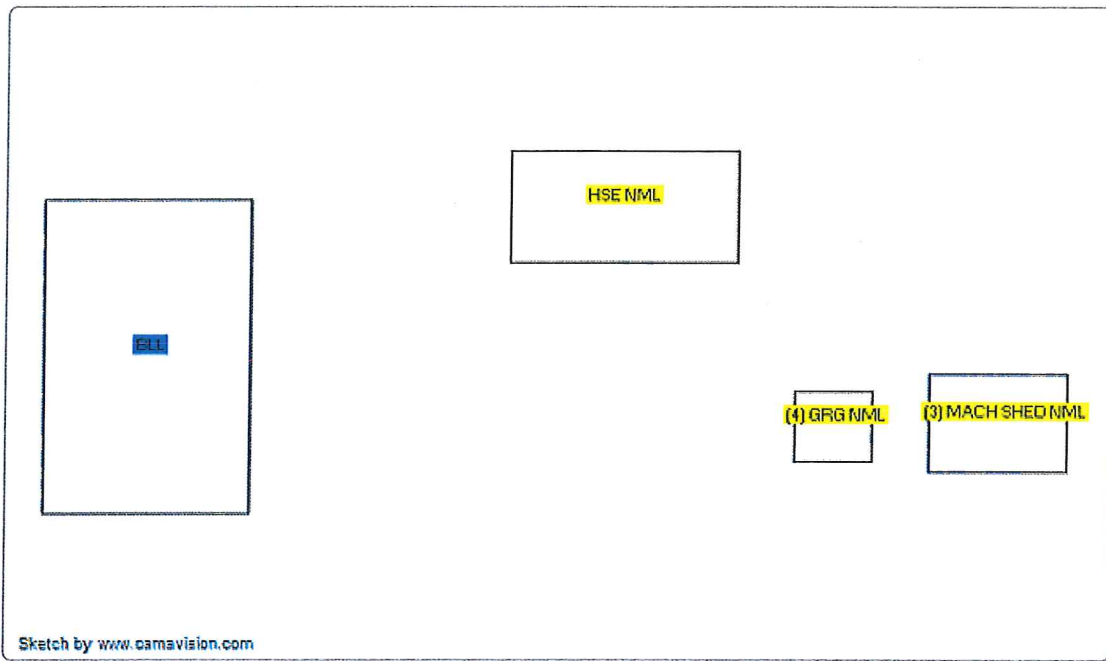 HSE NML
BLL
(4) GRG NML
(3) MACH SHED NML
Sketch by www.camavision.com